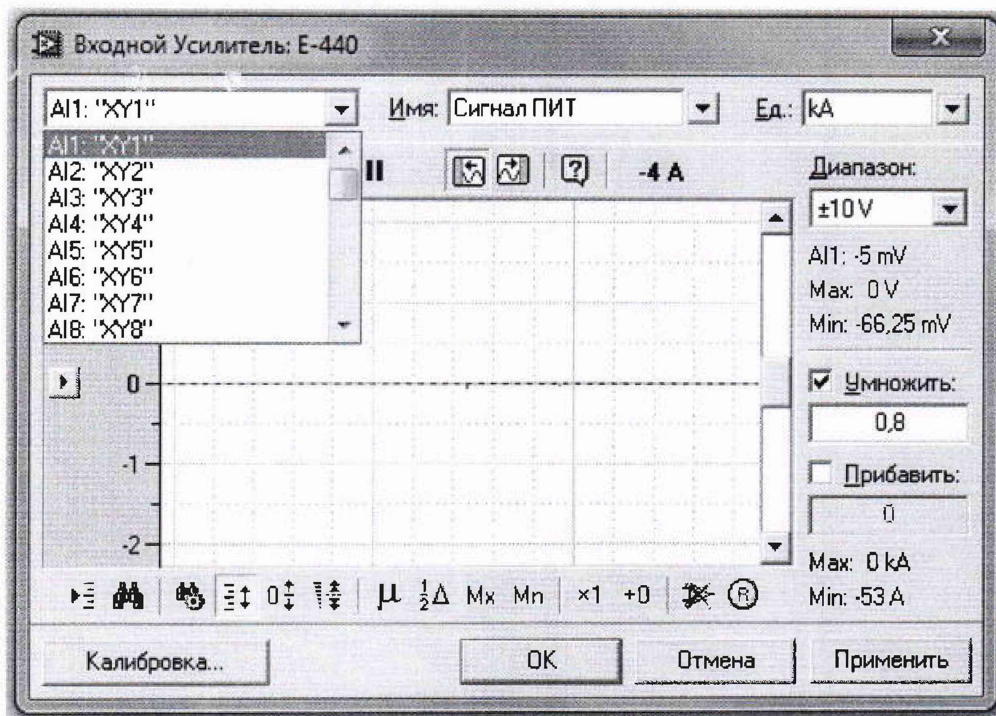 Входной Усилитель: E-440
AI1: "XY1"
Имя: Сигнал ПИТ
Ед.: kA
AI1: "XY1"
AI2: "XY2"
AI3: "XY3"
AI4: "XY4"
AI5: "XY5"
AI6: "XY6"
AI7: "XY7"
AI8: "XY8"
-4 A
Диапазон:
±10 V
AI1: -5 mV
Max: 0 V
Min: -66,25 mV
0
-1
-2
Умножить:
0,8
Прибавить:
0
Max: 0 kA
Min: -53 A
μ ½Δ Mx Mn ×1 +0 R
Калибровка...
OK
Отмена
Применить